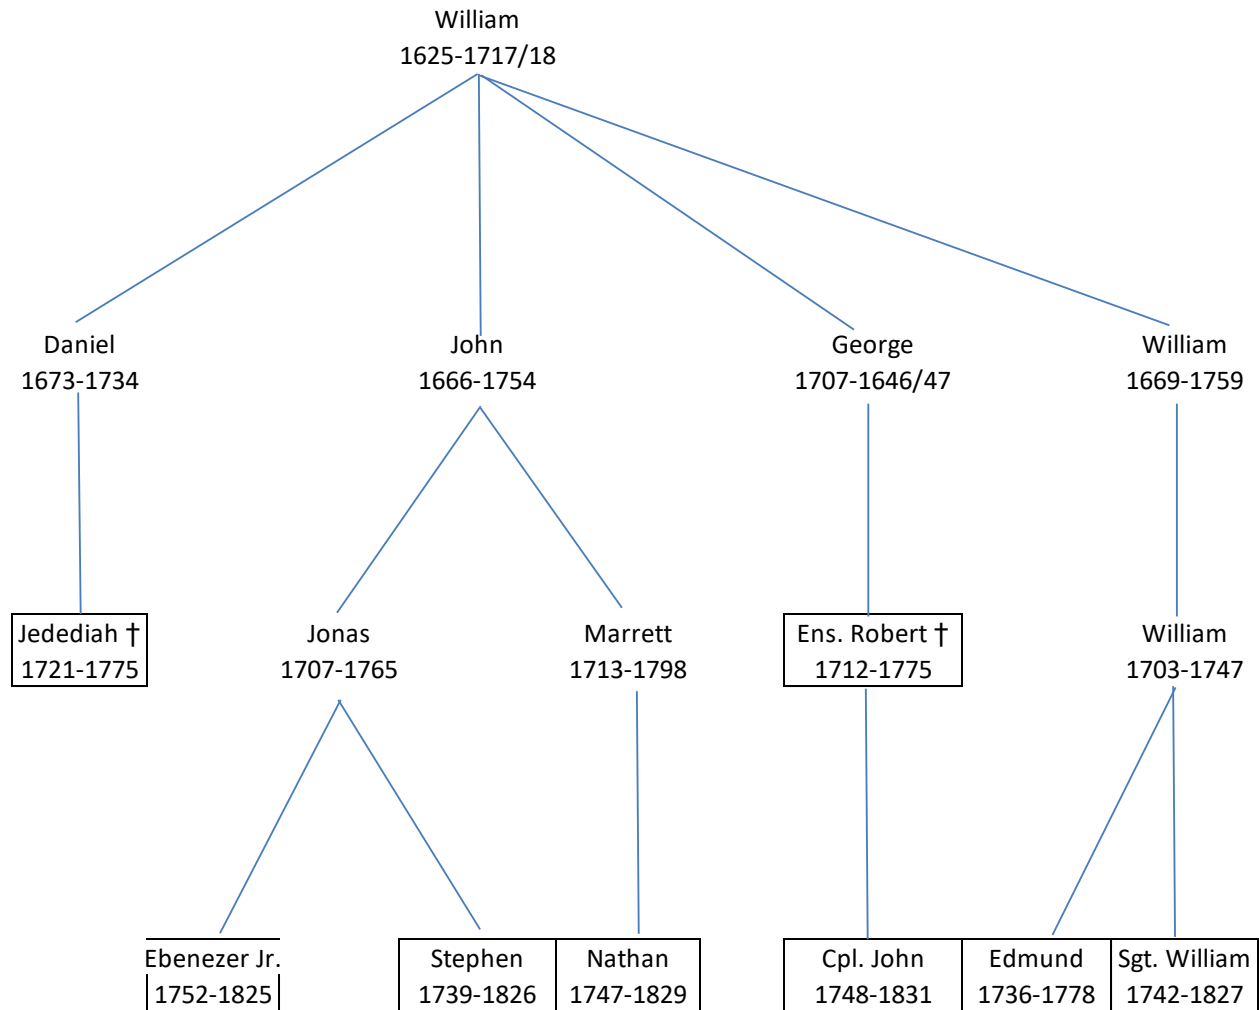 William
1625-1717/18
Daniel
1673-1734
John
1666-1754
George
1707-1646/47
William
1669-1759
Jedediah †
1721-1775
Jonas
1707-1765
Marrett
1713-1798
Ens. Robert †
1712-1775
William
1703-1747
Ebenezer Jr.
1752-1825
Stephen
1739-1826
Nathan
1747-1829
Cpl. John
1748-1831
Edmund
1736-1778
Sgt. William
1742-1827